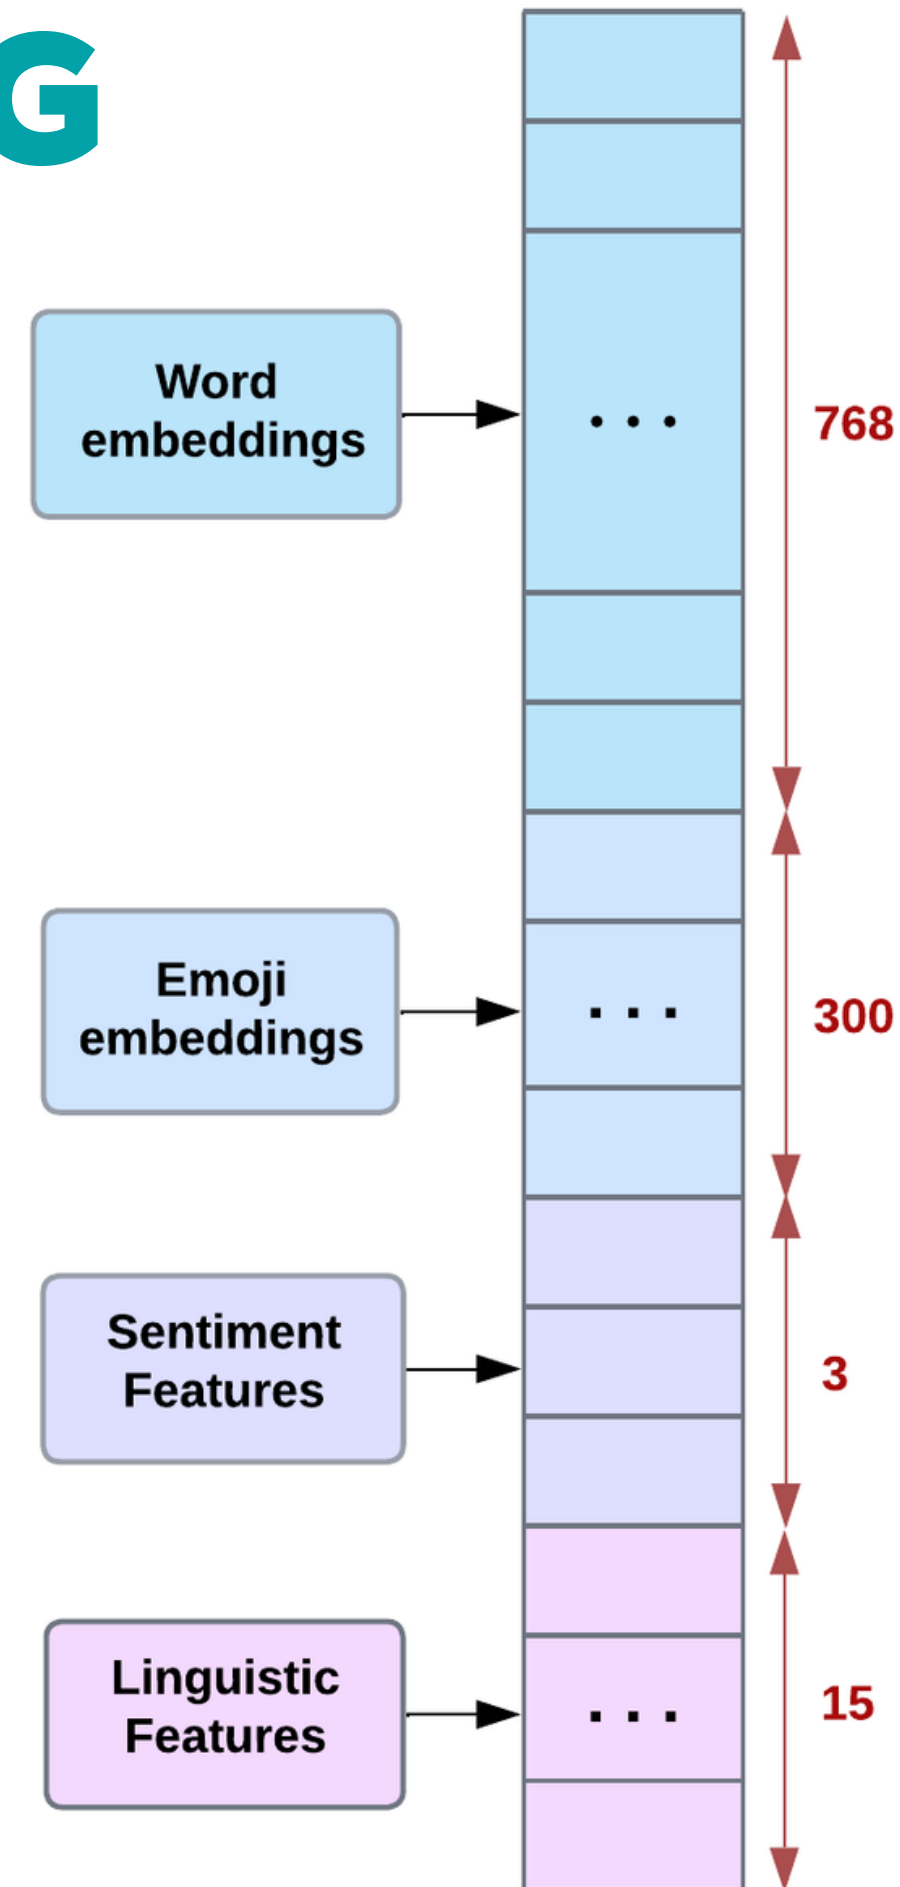 G
Word
embeddings
. . .
768
Emoji
embeddings
. . .
300
Sentiment
Features
3
Linguistic
Features
. . .
15